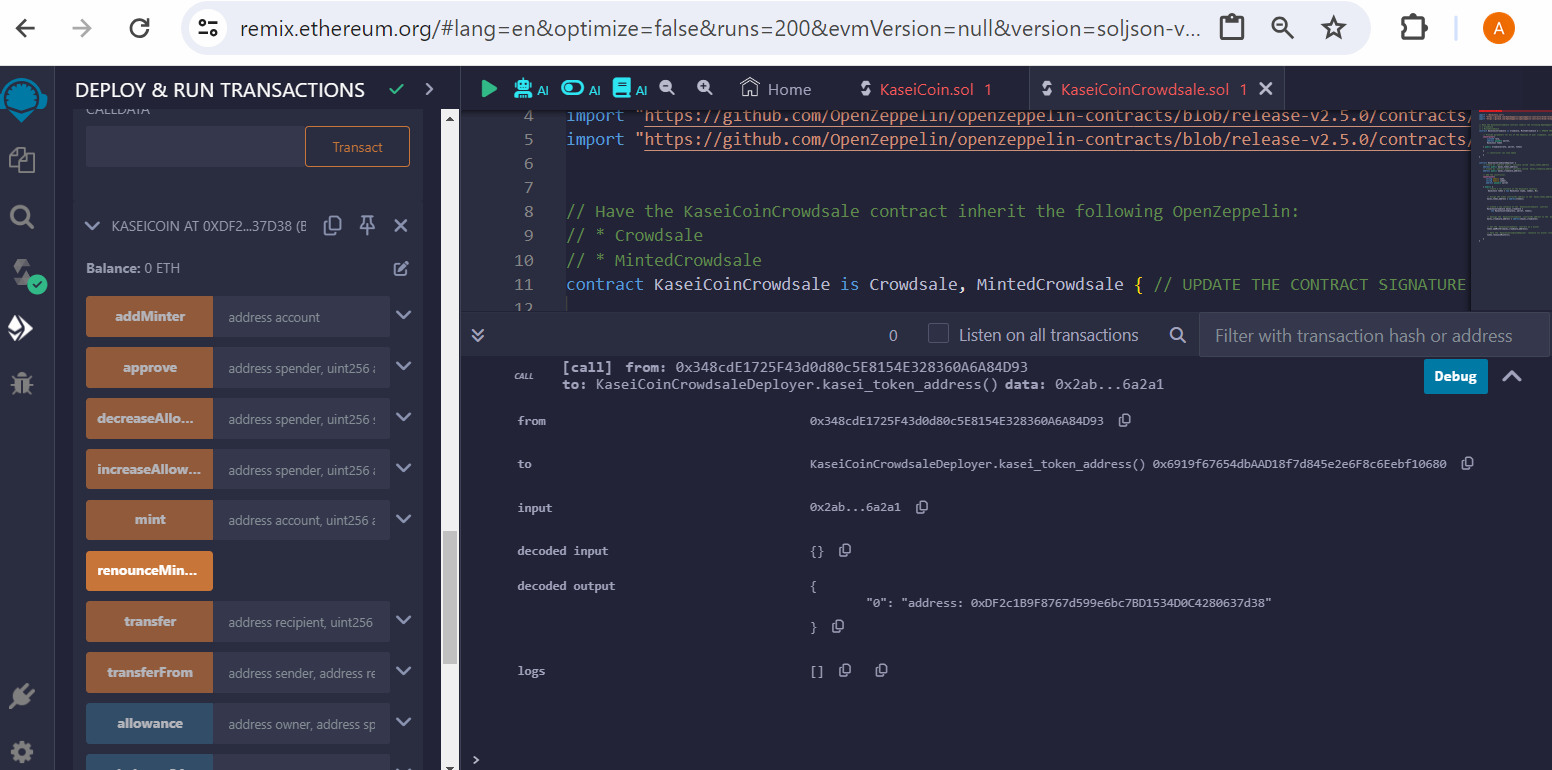 remix.ethereum.org/#lang=en&optimize=false&runs=200&evmVersion=null&version=soljson-v...
A
DEPLOY & RUN TRANSACTIONS
CALLDATA
Transact
KASEICOIN AT 0XDF2...37D38 (B
Balance: 0 ETH
addMinter address account
approve address spender, uint256 a
decreaseAllo... address spender, uint256 s
increaseAllow... address spender, uint256 a
mint address account, uint256 a
renounceMin...
transfer address recipient, uint256
transferFrom address sender, address re
allowance address owner, address sp
AI AI AI Home KaseiCoin.sol 1 KaseiCoinCrowdsale.sol 1
4 import "https://github.com/OpenZeppelin/openzeppelin-contracts/blob/release-v2.5.0/contracts/
5 import "https://github.com/OpenZeppelin/openzeppelin-contracts/blob/release-v2.5.0/contracts/
6
7
8 // Have the KaseiCoinCrowdsale contract inherit the following OpenZeppelin:
9 // * Crowdsale
10 // * MintedCrowdsale
11 contract KaseiCoinCrowdsale is Crowdsale, MintedCrowdsale { // UPDATE THE CONTRACT SIGNATURE
12
0 Listen on all transactions Filter with transaction hash or address
CALL [call] from: 0x348cdE1725F43d0d80c5E8154E328360A6A84D93
to: KaseiCoinCrowdsaleDeployer.kasei_token_address() data: 0x2ab...6a2a1
Debug
from 0x348cdE1725F43d0d80c5E8154E328360A6A84D93
to KaseiCoinCrowdsaleDeployer.kasei_token_address() 0x6919f67654dbAAD18f7d845e2e6F8c6Eebf10680
input 0x2ab...6a2a1
decoded input {}
decoded output {
"0": "address: 0xDF2c1B9F8767d599e6bc7BD1534D0C4280637d38"
}
logs []
>